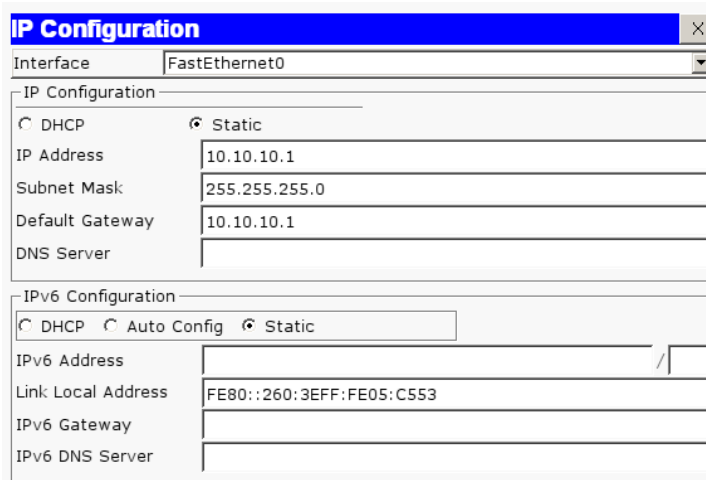 IP Configuration X
Interface FastEthernet0
IP Configuration
DHCP Static
IP Address 10.10.10.1
Subnet Mask 255.255.255.0
Default Gateway 10.10.10.1
DNS Server
IPv6 Configuration
DHCP Auto Config Static
IPv6 Address /
Link Local Address FE80::260:3EFF:FE05:C553
IPv6 Gateway
IPv6 DNS Server